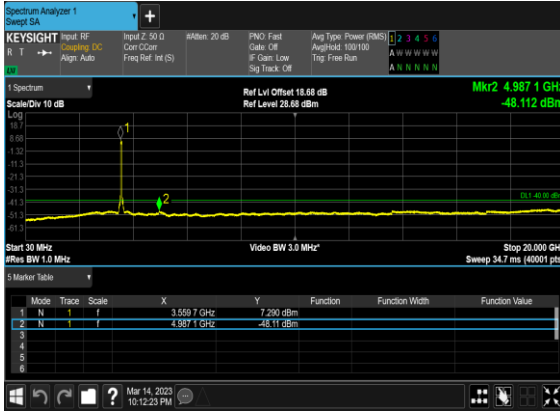 Spectrum Analyzer 1
Swept SA
+
KEYSIGHT
R T
Input: RF
Coupling: DC
Align: Auto
Input Z: 50 Ω
Corr CCorr
Freq Ref: Int (S)
#Atten: 20 dB
PNO: Fast
Gate: Off
IF Gain: Low
Sig Track: Off
Avg Type: Power (RMS)
Avg|Hold: 100/100
Trig: Free Run
1 2 3 4 5 6
A W W W W W
A N N N N N
1 Spectrum
Scale/Div 10 dB
Ref Lvl Offset 18.68 dB
Ref Level 28.68 dBm
Mkr2 4.987 1 GHz
-48.112 dBm
Log
18.7
8.68
-1.32
-11.3
-21.3
-31.3
-41.3
-51.3
-61.3
1
2
DL1 -40.00 dBm
Start 30 MHz
#Res BW 1.0 MHz
Video BW 3.0 MHz*
Stop 20.000 GH
Sweep 34.7 ms (40001 pts
5 Marker Table
Mode Trace Scale X Y Function Function Width Function Value
1 N 1 f 3.559 7 GHz 7.290 dBm
2 N 1 f 4.987 1 GHz -48.11 dBm
3
4
5
6
?
Mar 14, 2023
10:12:23 PM